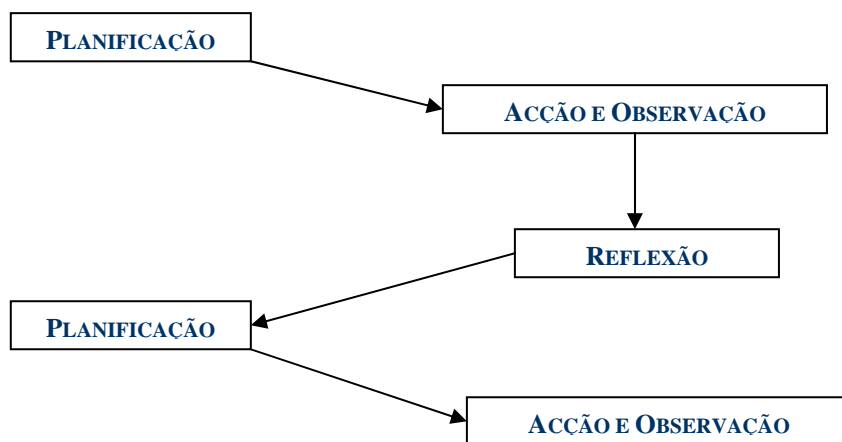 PLANIFICAÇÃO
ACÇÃO E OBSERVAÇÃO
REFLEXÃO
PLANIFICAÇÃO
ACÇÃO E OBSERVAÇÃO